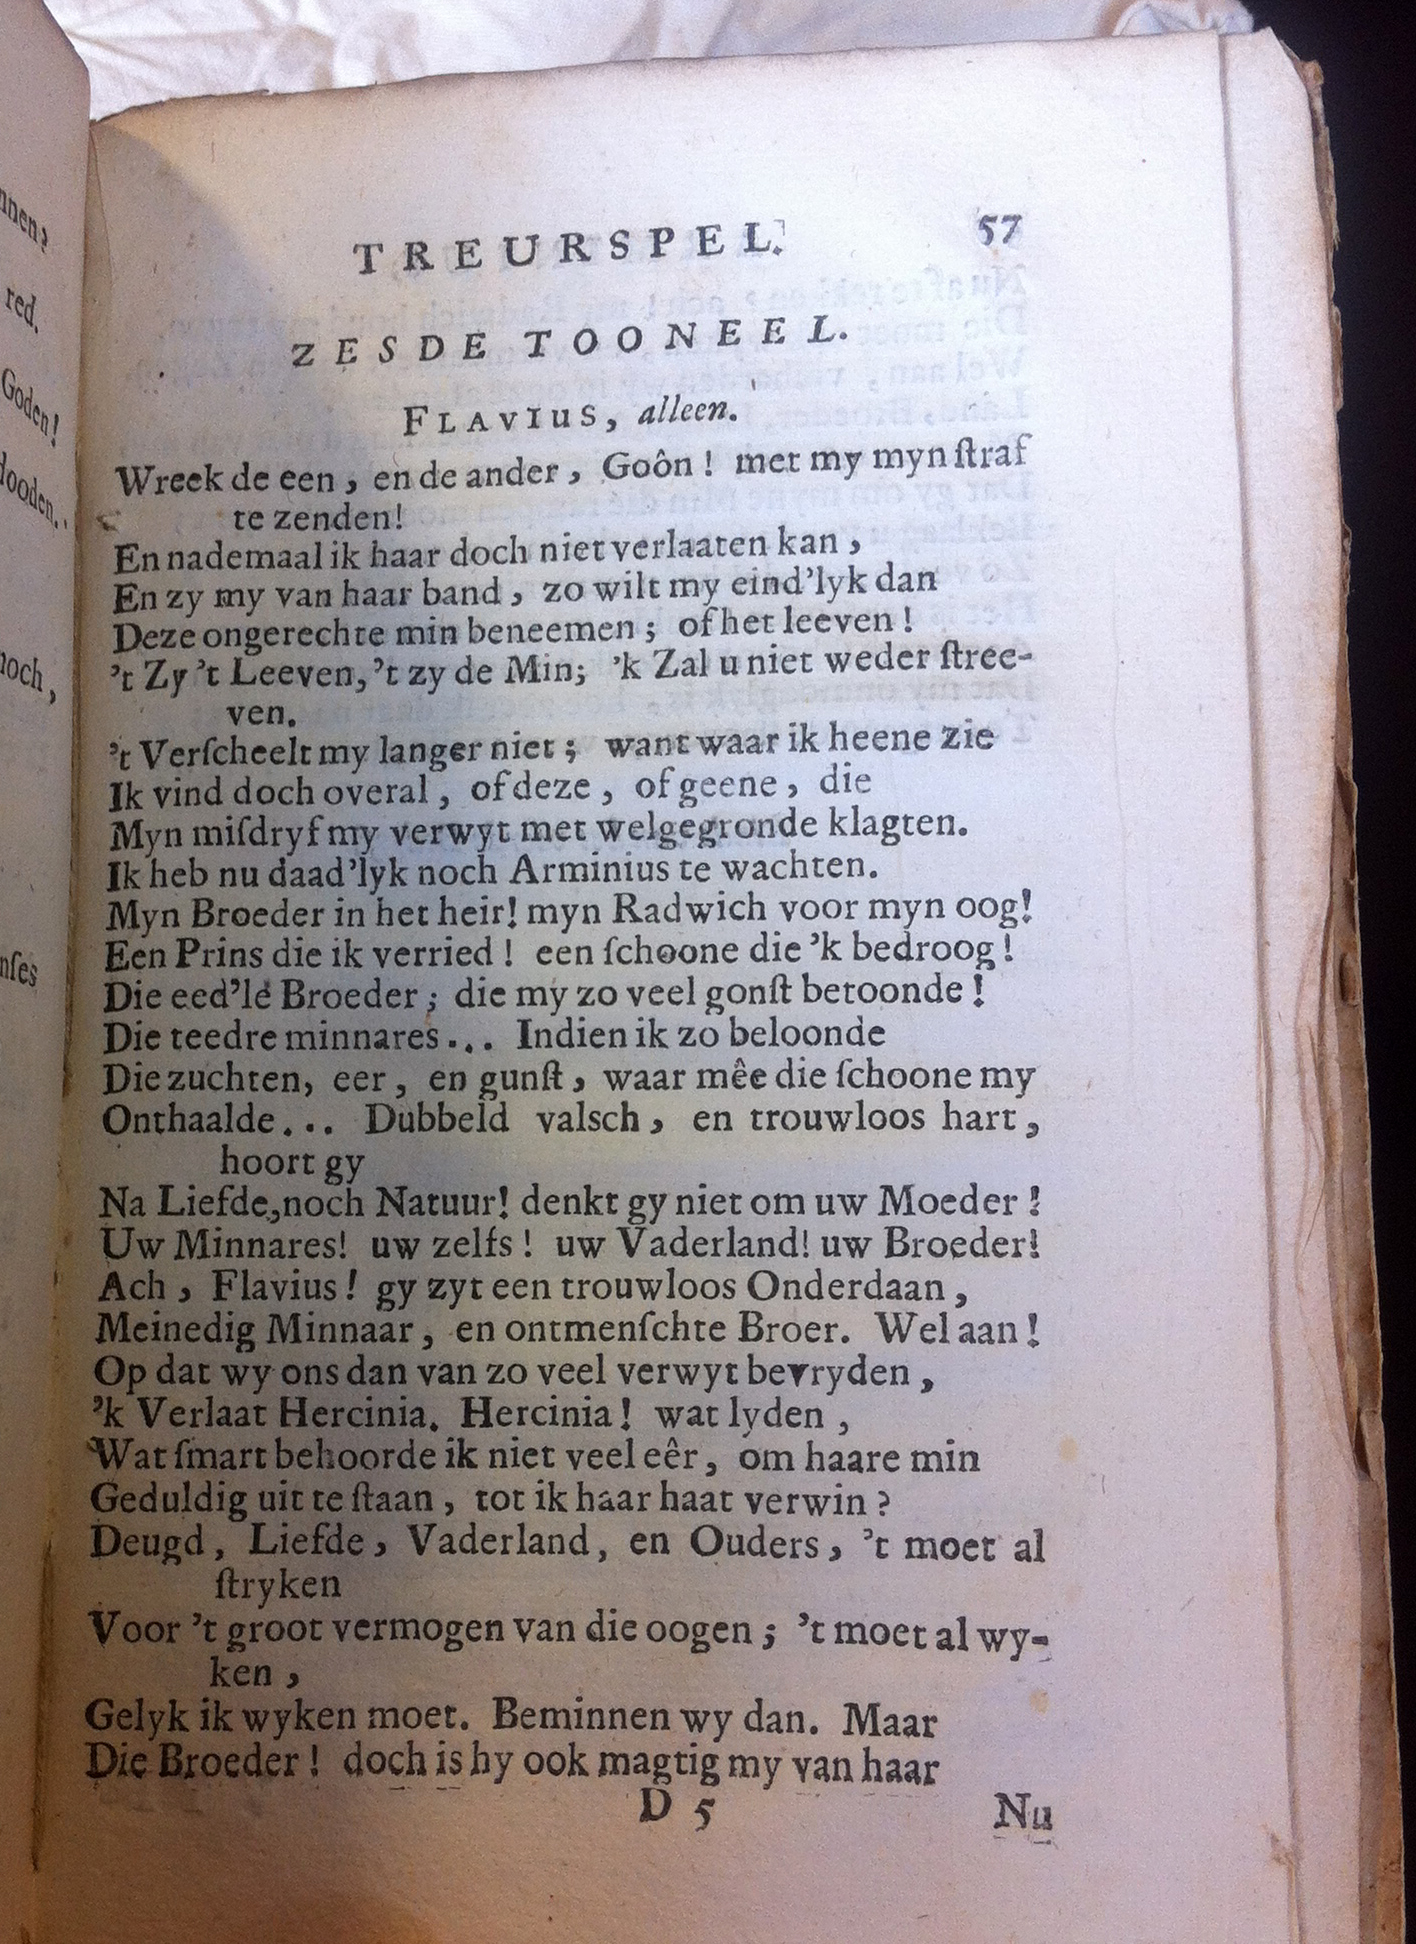 TREURSPEL. 57
ZESDE TOONEEL.
FLAVIUS, alleen.
Wreek de een, en de ander, Goôn! met my myn ſtraf
te zenden!
En nademaal ik haar doch niet verlaaten kan,
En zy my van haar band, zo wilt my eind'lyk dan
Deze ongerechte min beneemen; of het leeven!
't Zy 't Leeven, 't zy de Min; 'k Zal u niet weder ſtree-
ven.
't Verſcheelt my langer niet; want waar ik heene zie
Ik vind doch overal, of deze, of geene, die
Myn miſdryf my verwyt met welgegronde klagten.
Ik heb nu daad'lyk noch Arminius te wachten.
Myn Broeder in het heir! myn Radwich voor myn oog!
Een Prins die ik verried! een ſchoone die 'k bedroog!
Die eed'le Broeder; die my zo veel gonſt betoonde!
Die teedre minnares... Indien ik zo beloonde
Die zuchten, eer, en gunſt, waar mêe die ſchoone my
Onthaalde... Dubbeld valsch, en trouwloos hart,
hoort gy
Na Liefde, noch Natuur! denkt gy niet om uw Moeder!
Uw Minnares! uw zelfs! uw Vaderland! uw Broeder!
Ach, Flavius! gy zyt een trouwloos Onderdaan,
Meinedig Minnaar, en ontmenſchte Broer. Wel aan!
Op dat wy ons dan van zo veel verwyt bevryden,
'k Verlaat Hercinia. Hercinia! wat lyden,
Wat ſmart behoorde ik niet veel eêr, om haare min
Geduldig uit te ſtaan, tot ik haar haat verwin?
Deugd, Liefde, Vaderland, en Ouders, 't moet al
ſtryken
Voor 't groot vermogen van die oogen; 't moet al wy-
ken,
Gelyk ik wyken moet. Beminnen wy dan. Maar
Die Broeder! doch is hy ook magtig my van haar
D 5 Nu
nnen?
red.
Goden!
dooden.
noch,
nſes